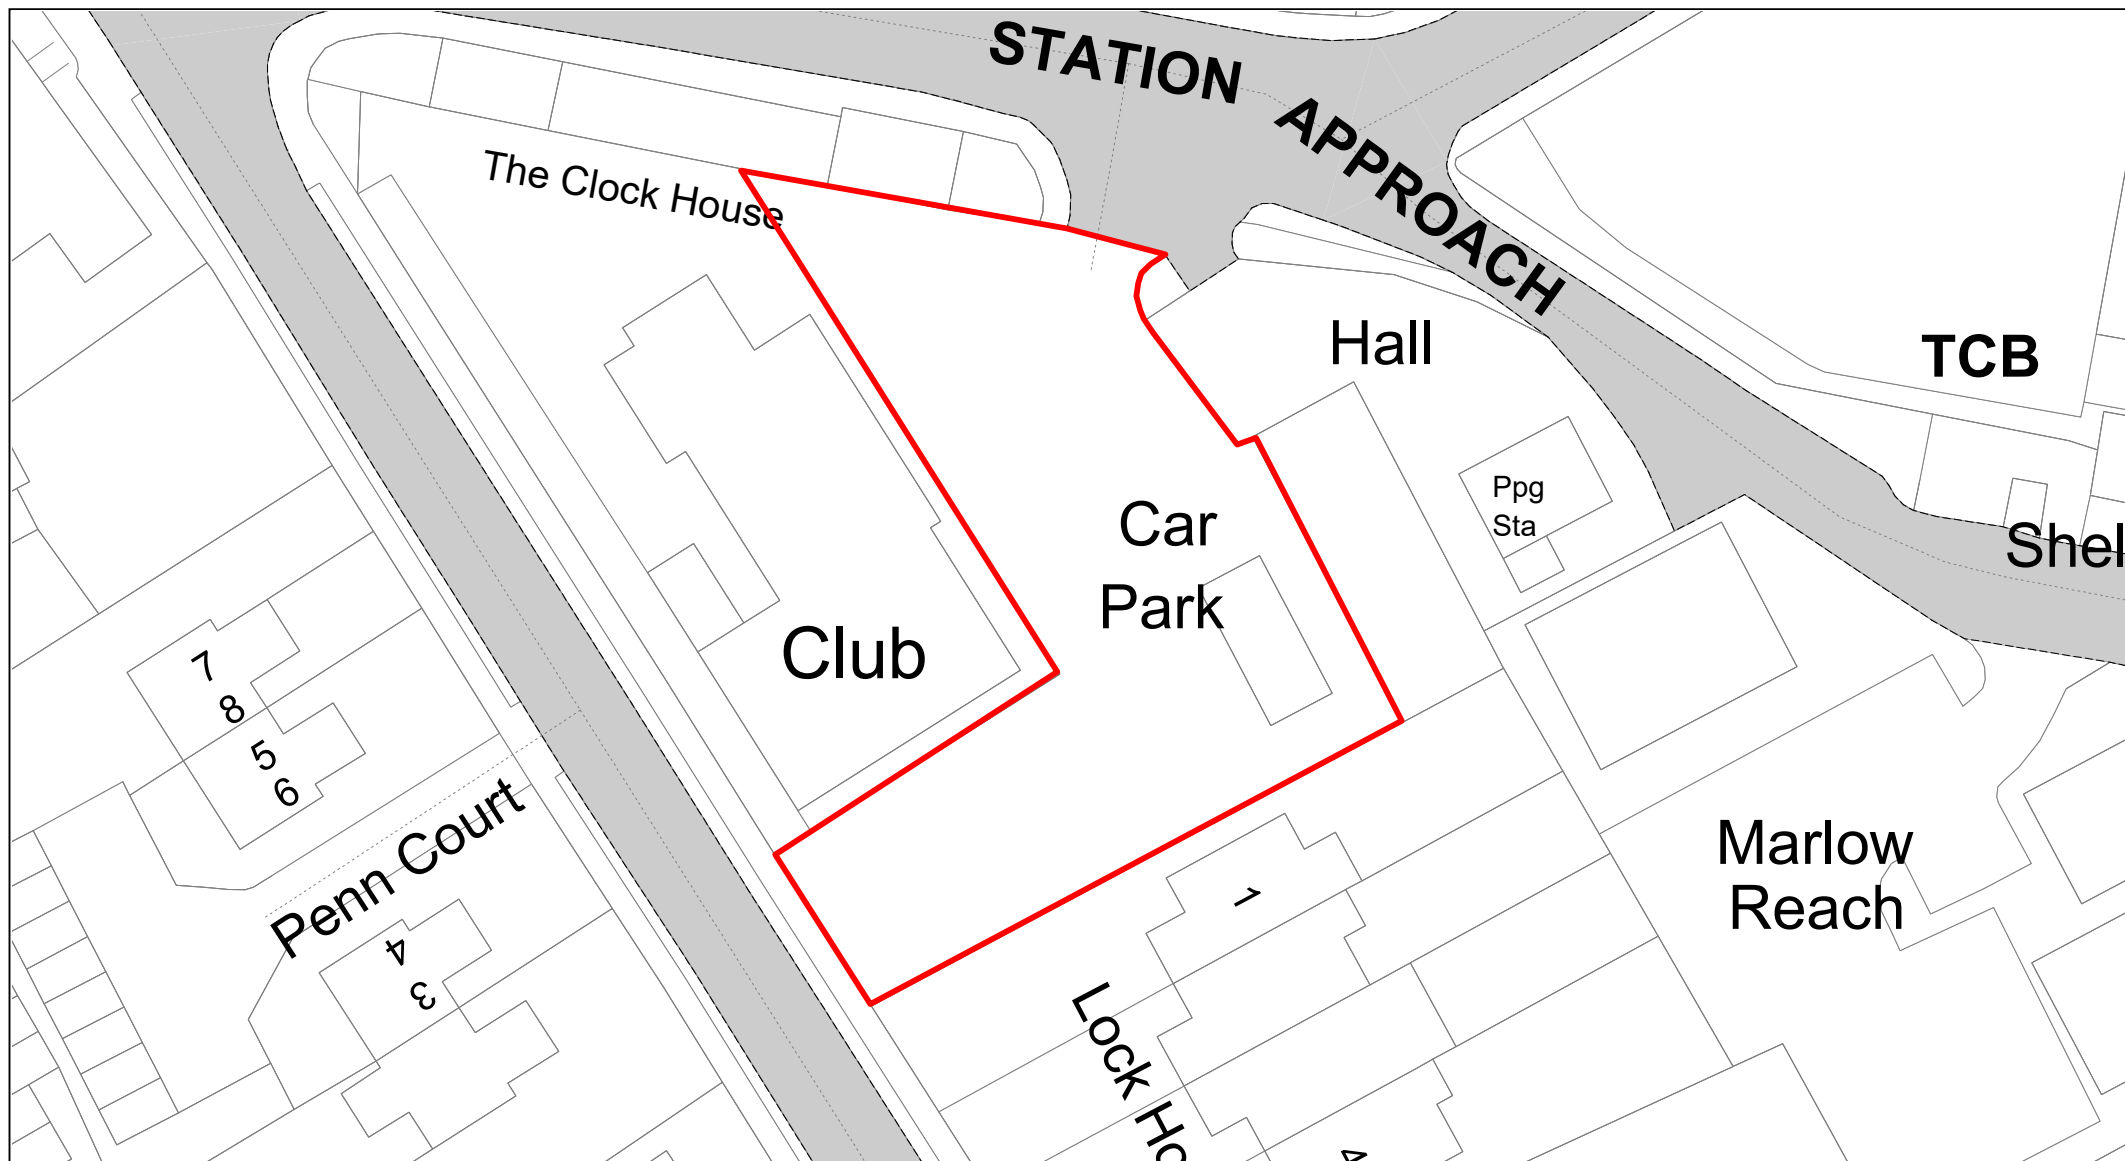 STATION APPROACH
The Clock House
Hall
TCB
Ppg
Sta
Car
Park
Shel
Club
7
8
5
6
Penn Court
4
3
1
Marlow
Reach
Lock Ho
4